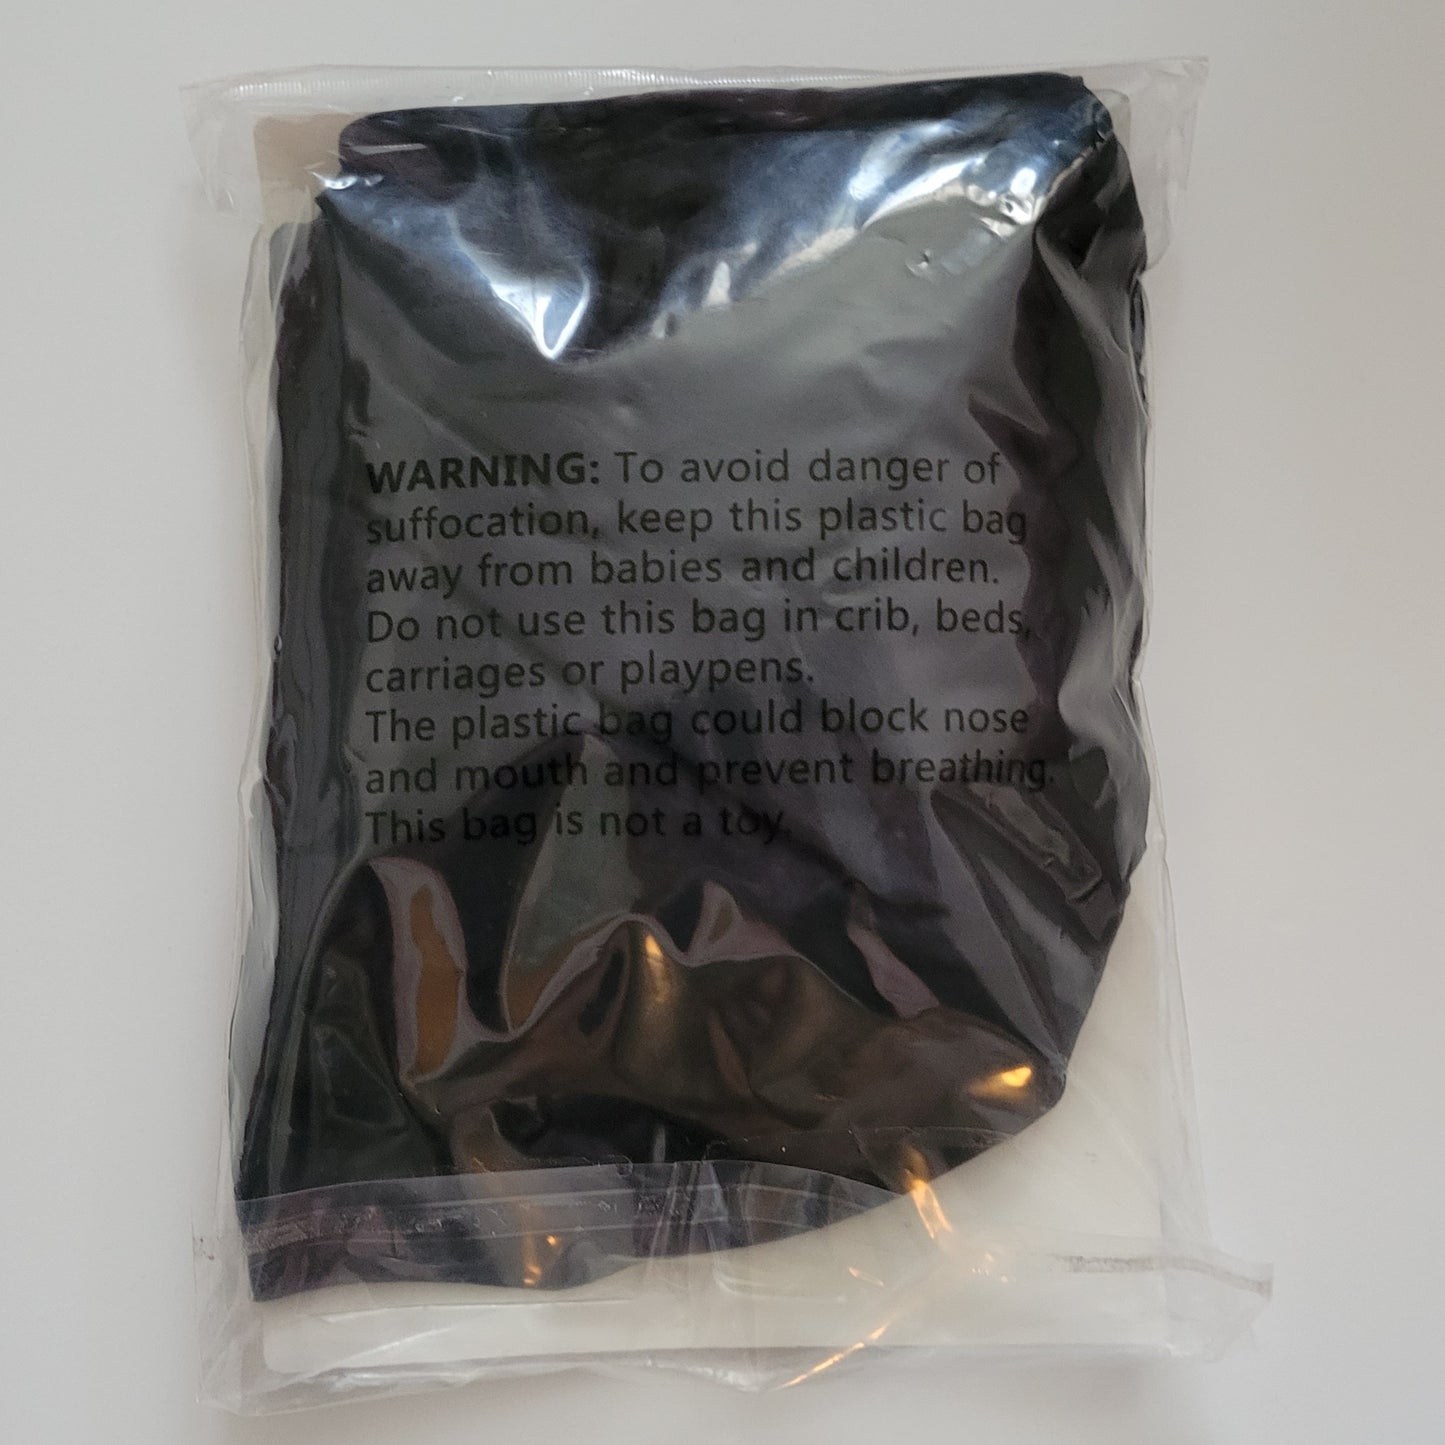 WARNING: To avoid danger of
suffocation, keep this plastic bag
away from babies and children.
Do not use this bag in crib, beds,
carriages or playpens.
The plastic bag could block nose
and mouth and prevent breathing.
This bag is not a toy.